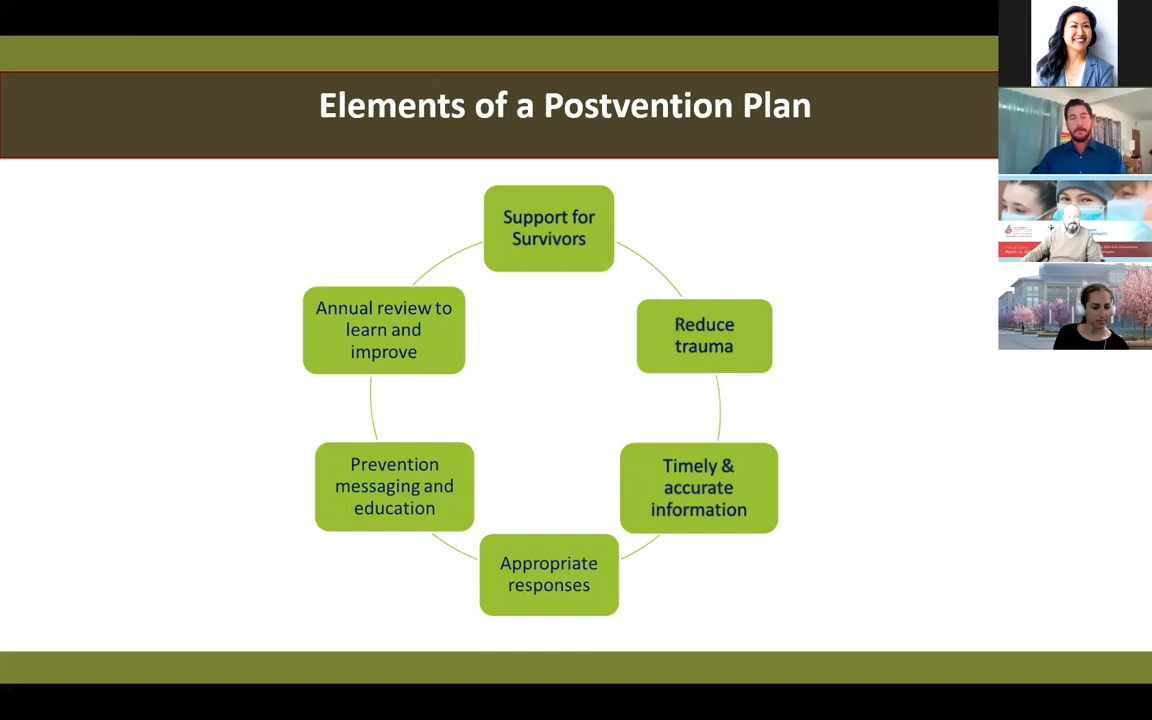 Elements of a Postvention Plan
Support for
Survivors
Reduce
trauma
Timely &
accurate
information
Appropriate
responses
Prevention
messaging and
education
Annual review to
learn and
improve